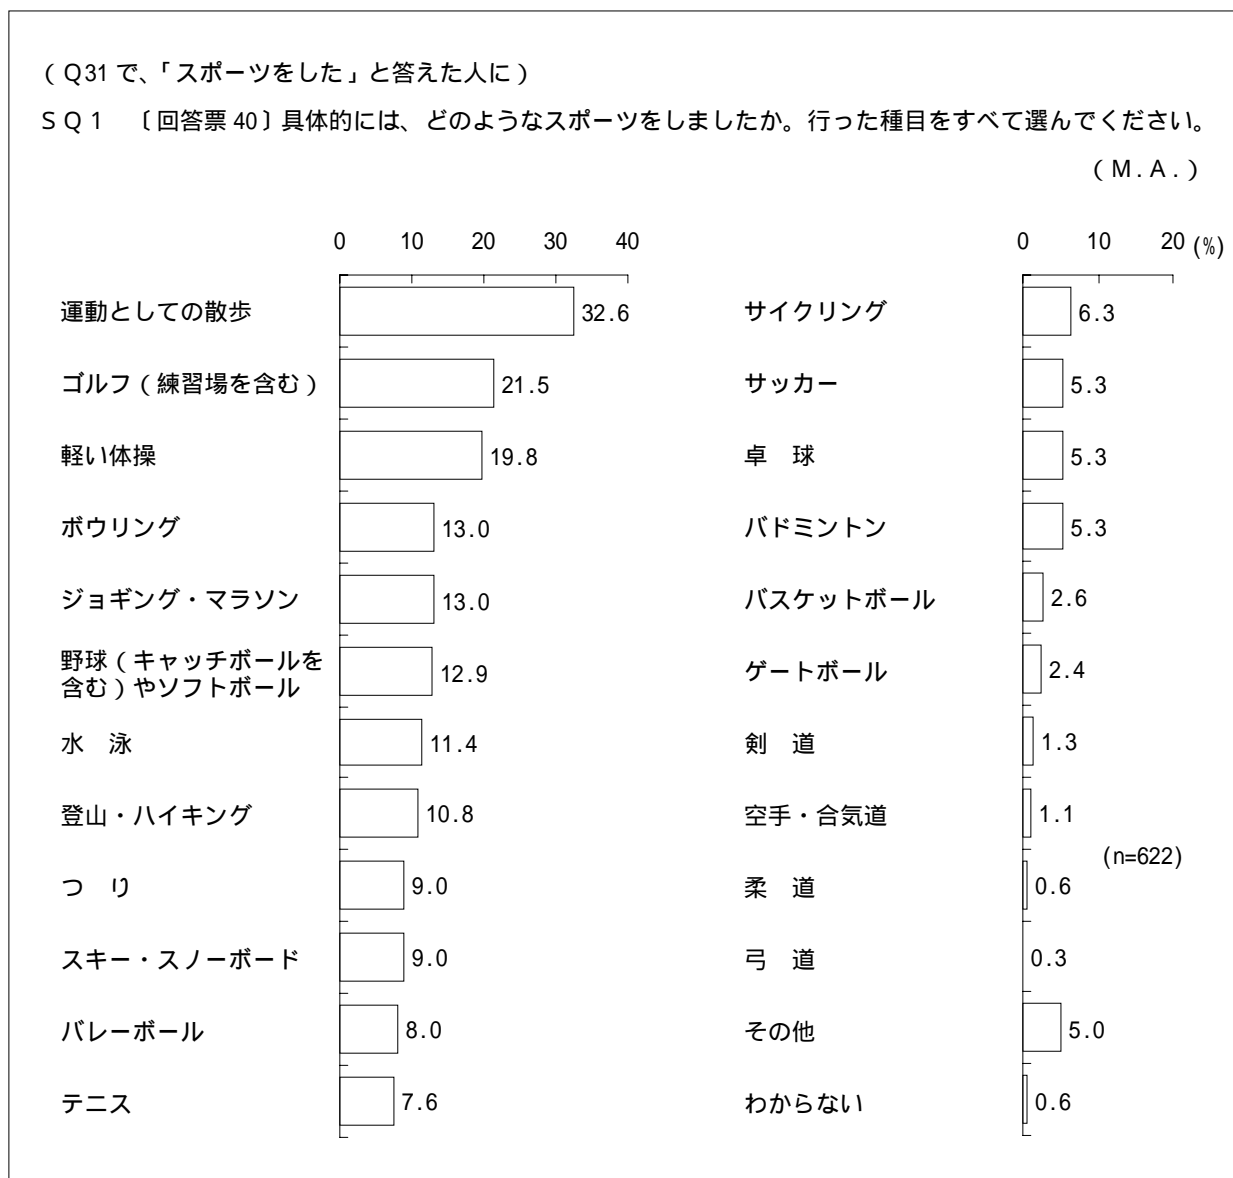 (Q31で、「スポーツをした」と答えた人に)
SQ1 〔回答票40〕具体的には、どのようなスポーツをしましたか。行った種目をすべて選んでください。
(M.A.)
0 10 20 30 40
運動としての散歩 32.6
ゴルフ(練習場を含む) 21.5
軽い体操 19.8
ボウリング 13.0
ジョギング・マラソン 13.0
野球(キャッチボールを
含む)やソフトボール 12.9
水 泳 11.4
登山・ハイキング 10.8
つ り 9.0
スキー・スノーボード 9.0
バレーボール 8.0
テニス 7.6
0 10 20 (%)
サイクリング 6.3
サッカー 5.3
卓 球 5.3
バドミントン 5.3
バスケットボール 2.6
ゲートボール 2.4
剣 道 1.3
空手・合気道 1.1
(n=622)
柔 道 0.6
弓 道 0.3
その他 5.0
わからない 0.6